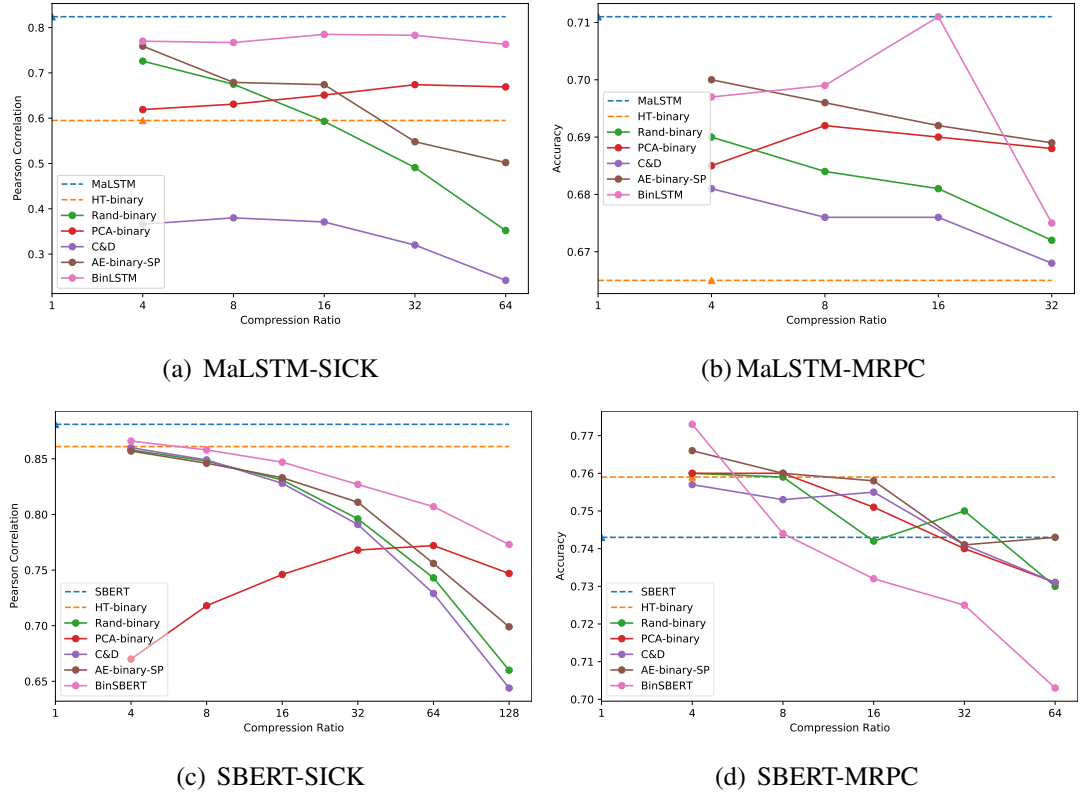 0.8
0.7
0.6
0.5
0.4
0.3
Pearson Correlation
MaLSTM
HT-binary
Rand-binary
PCA-binary
C&D
AE-binary-SP
BinLSTM
1 4 8 16 32 64
Compression Ratio
(a) MaLSTM-SICK
0.71
0.70
0.69
0.68
0.67
Accuracy
MaLSTM
HT-binary
Rand-binary
PCA-binary
C&D
AE-binary-SP
BinLSTM
1 4 8 16 32
Compression Ratio
(b) MaLSTM-MRPC
0.85
0.80
0.75
0.70
0.65
Pearson Correlation
SBERT
HT-binary
Rand-binary
PCA-binary
C&D
AE-binary-SP
BinSBERT
1 4 8 16 32 64 128
Compression Ratio
(c) SBERT-SICK
0.77
0.76
0.75
0.74
0.73
0.72
0.71
0.70
Accuracy
SBERT
HT-binary
Rand-binary
PCA-binary
C&D
AE-binary-SP
BinSBERT
1 4 8 16 32 64
Compression Ratio
(d) SBERT-MRPC